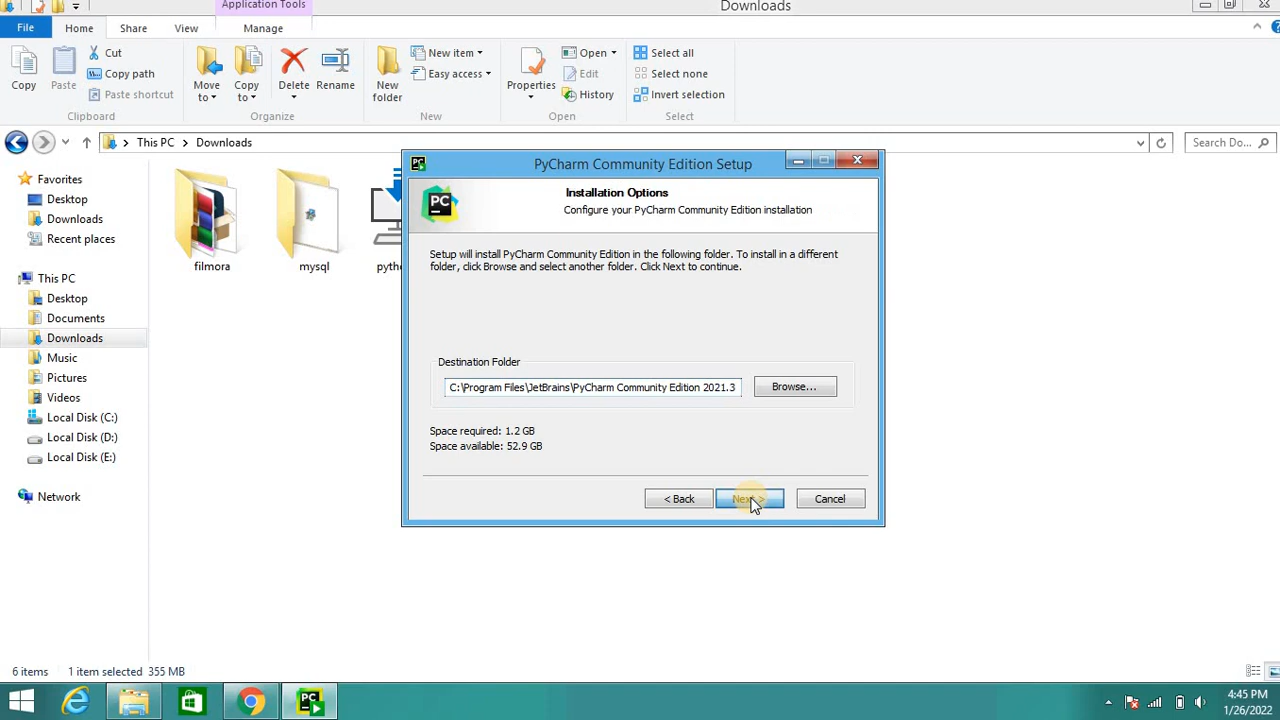 Application Tools
Downloads
File
Home
Share
View
Manage
Copy
Paste
Cut
Copy path
Paste shortcut
Clipboard
Move to
Copy to
Delete
Rename
Organize
New folder
New item
Easy access
New
Properties
Open
Edit
History
Open
Select all
Select none
Invert selection
Select
This PC
Downloads
Search Do...
Favorites
Desktop
Downloads
Recent places
This PC
Desktop
Documents
Downloads
Music
Pictures
Videos
Local Disk (C:)
Local Disk (D:)
Local Disk (E:)
Network
filmora
mysql
PyCharm Community Edition Setup
PC
Installation Options
Configure your PyCharm Community Edition installation
Setup will install PyCharm Community Edition in the following folder. To install in a different
folder, click Browse and select another folder. Click Next to continue.
Destination Folder
C:\Program Files\JetBrains\PyCharm Community Edition 2021.3
Browse...
Space required: 1.2 GB
Space available: 52.9 GB
< Back
Next >
Cancel
6 items
1 item selected
355 MB
PC
4:45 PM
1/26/2022